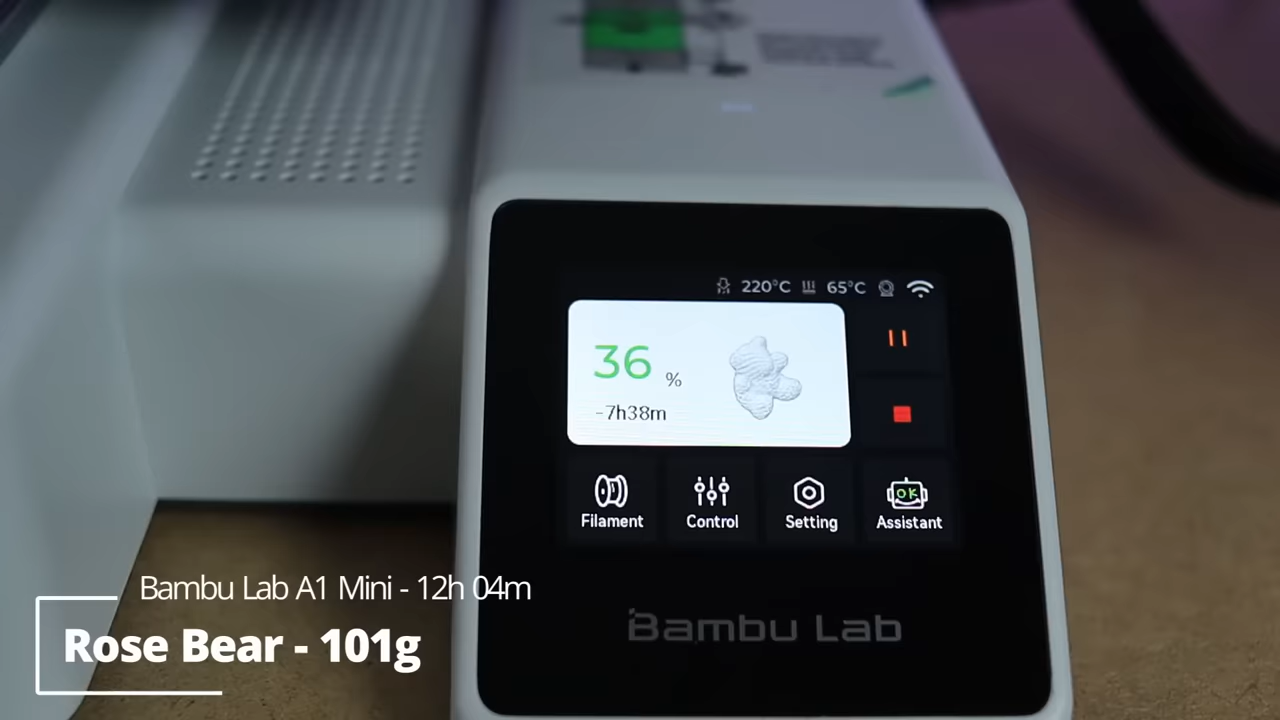 220°C 65°C
36 %
-7h38m
Filament Control Setting Assistant
OK
Bambu Lab
Bambu Lab A1 Mini - 12h 04m
Rose Bear - 101g